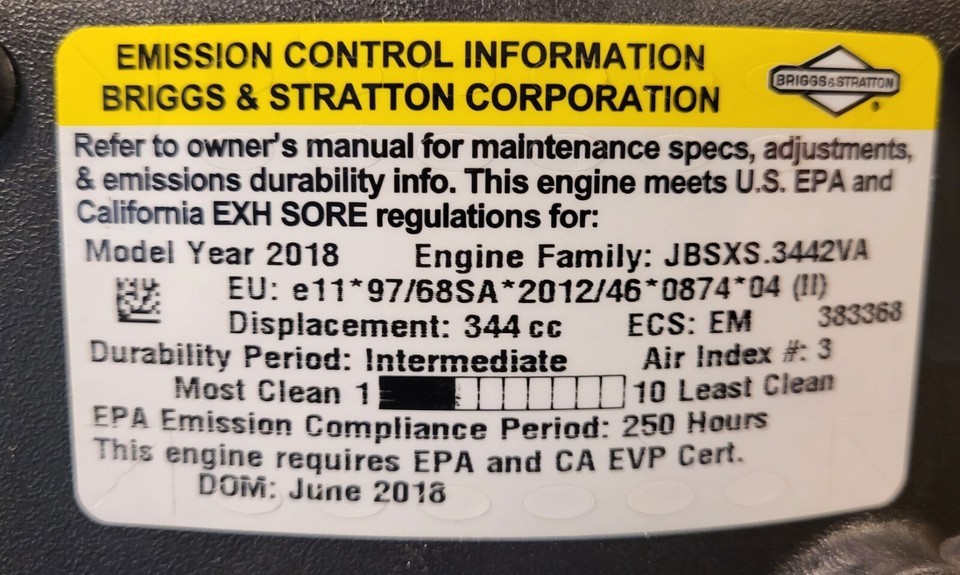 EMISSION CONTROL INFORMATION
BRIGGS & STRATTON CORPORATION
BRIGGS&STRATTON
®
Refer to owner's manual for maintenance specs, adjustments,
& emissions durability info. This engine meets U.S. EPA and
California EXH SORE regulations for:
Model Year 2018 Engine Family: JBSXS.3442VA
EU: e11*97/68SA*2012/46*0874*04 (II)
Displacement: 344 cc ECS: EM 383368
Durability Period: Intermediate Air Index #: 3
Most Clean 1 10 Least Clean
EPA Emission Compliance Period: 250 Hours
This engine requires EPA and CA EVP Cert.
DOM: June 2018